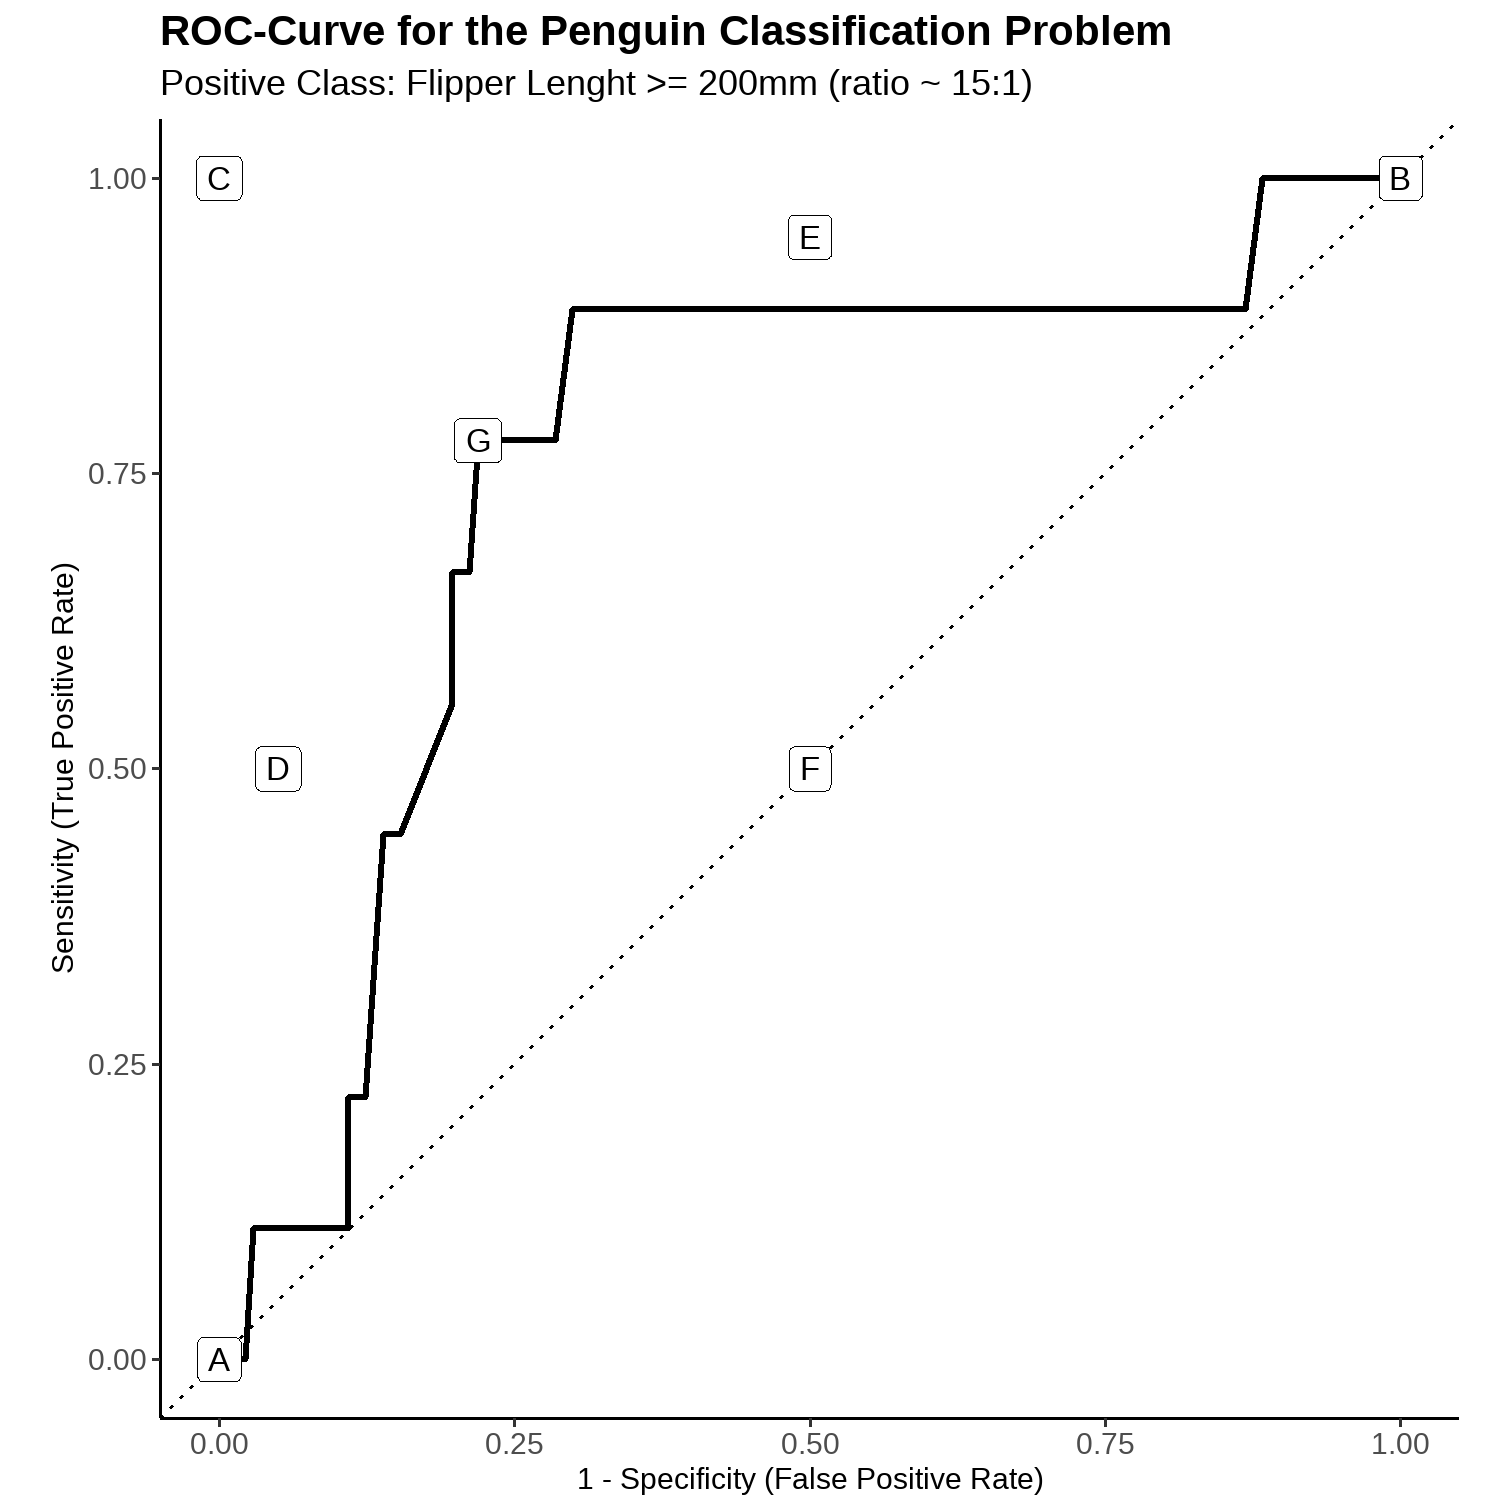 ROC-Curve for the Penguin Classification Problem
Positive Class: Flipper Lenght >= 200mm (ratio ~ 15:1)
Sensitivity (True Positive Rate)
1.00
0.75
0.50
0.25
0.00
C
B
E
G
D
F
A
0.00
0.25
0.50
0.75
1.00
1 - Specificity (False Positive Rate)